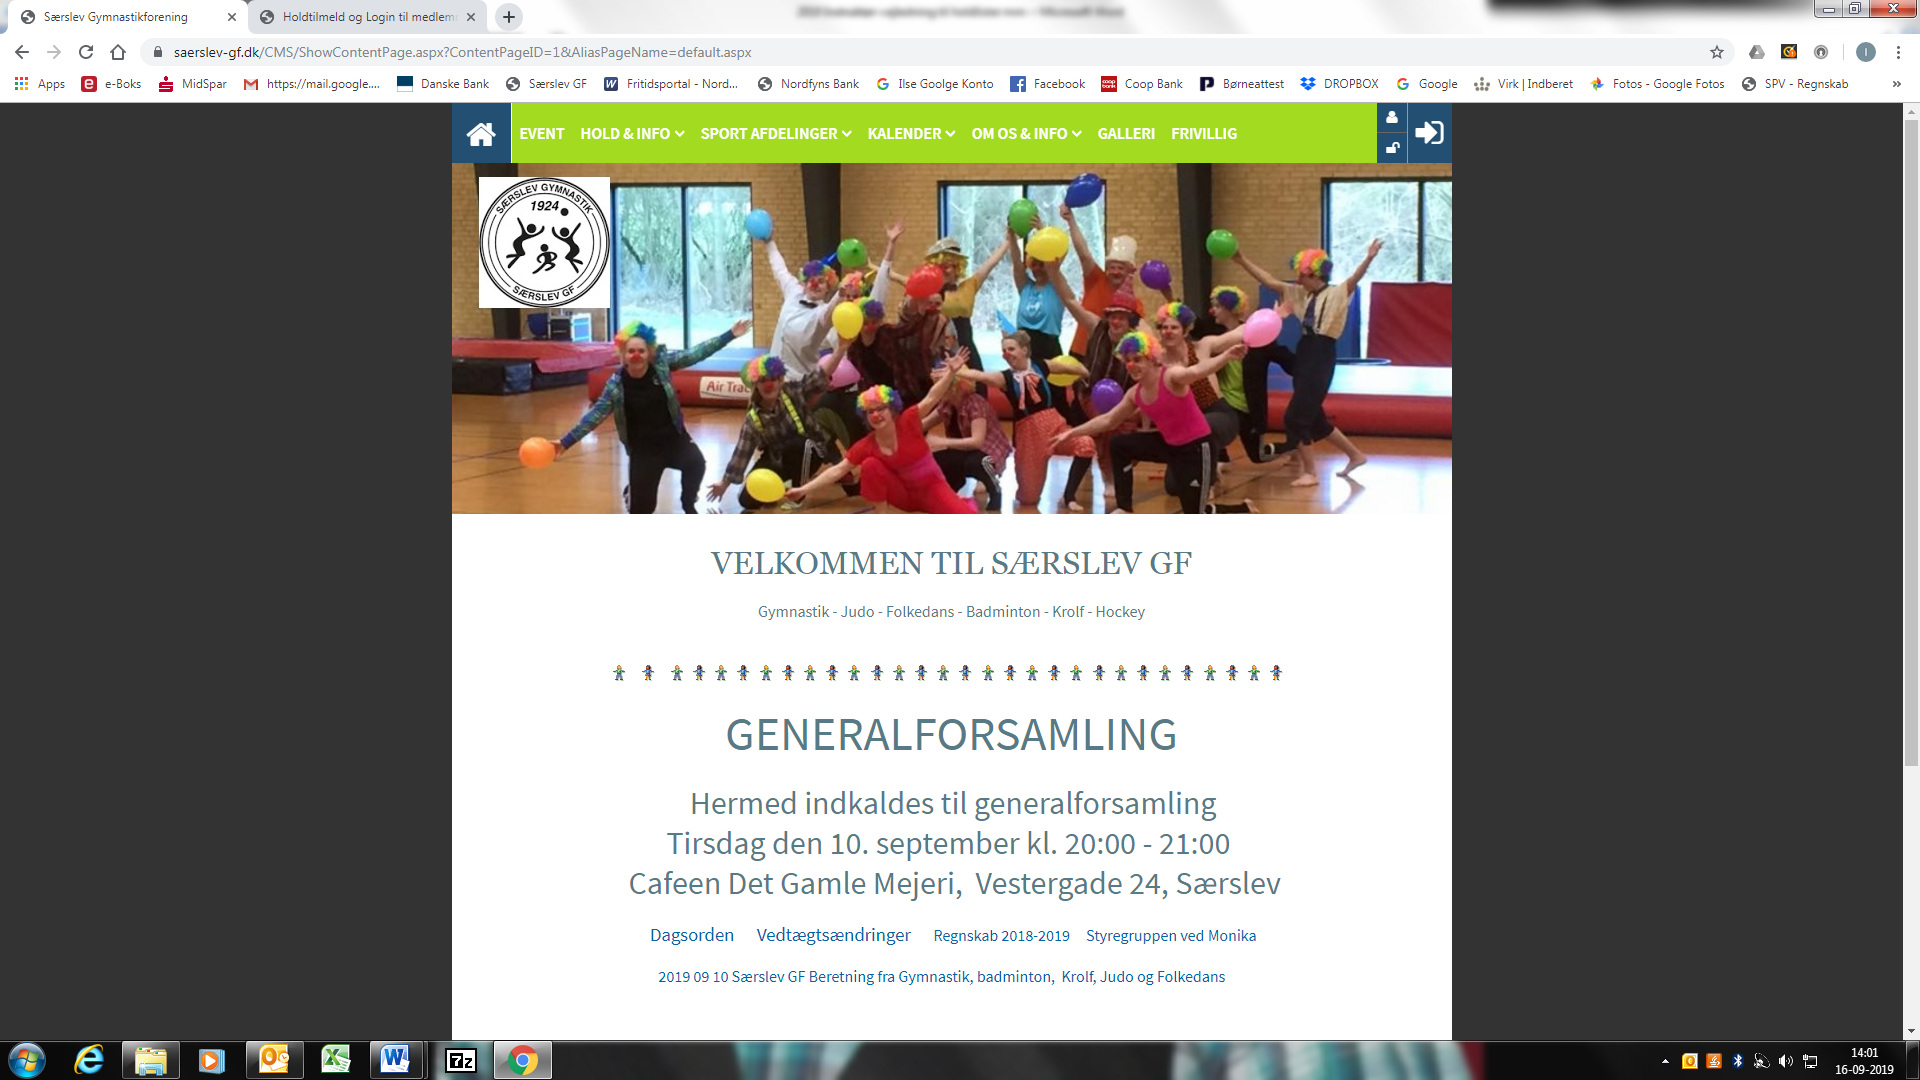 Særslev Gymnastikforening
Holdtilmeld og Login til medlem
saerslev-gf.dk/CMS/ShowContentPage.aspx?ContentPageID=1&AliasPageName=default.aspx
Apps e-Boks MidSpar https://mail.google.... Danske Bank Særslev GF Fritidsportal - Nord... Nordfyns Bank Ilse Goolge Konto Facebook Coop Bank Børneattest DROPBOX Google Virk | Indberet Fotos - Google Fotos SPV - Regnskab »
EVENT HOLD & INFO SPORT AFDELINGER KALENDER OM OS & INFO GALLERI FRIVILLIG
SÆRSLEV GYMNASTIK
1924
SÆRSLEV GF
Air Trac
VELKOMMEN TIL SÆRSLEV GF
Gymnastik - Judo - Folkedans - Badminton - Krolf - Hockey
GENERALFORSAMLING
Hermed indkaldes til generalforsamling
Tirsdag den 10. september kl. 20:00 - 21:00
Cafeen Det Gamle Mejeri, Vestergade 24, Særslev
Dagsorden Vedtægtsændringer Regnskab 2018-2019 Styregruppen ved Monika
2019 09 10 Særslev GF Beretning fra Gymnastik, badminton, Krolf, Judo og Folkedans
14:01
16-09-2019